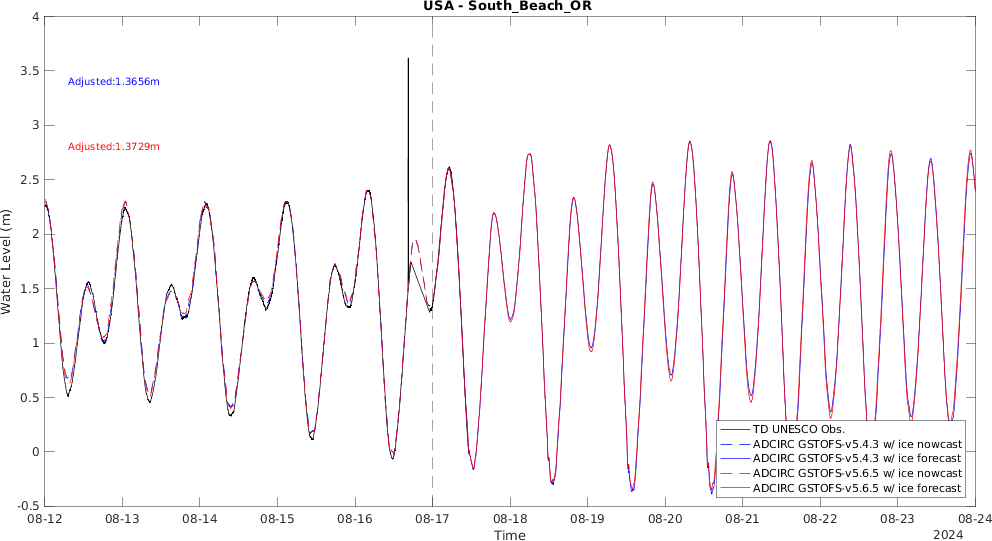 USA - South_Beach_OR
Water Level (m)
4
3.5
3
2.5
2
1.5
1
0.5
0
-0.5
Adjusted:1.3656m
Adjusted:1.3729m
TD UNESCO Obs.
ADCIRC GSTOFS-v5.4.3 w/ ice nowcast
ADCIRC GSTOFS-v5.4.3 w/ ice forecast
ADCIRC GSTOFS-v5.6.5 w/ ice nowcast
ADCIRC GSTOFS-v5.6.5 w/ ice forecast
08-12 08-13 08-14 08-15 08-16 08-17 08-18 08-19 08-20 08-21 08-22 08-23 08-24
Time
2024